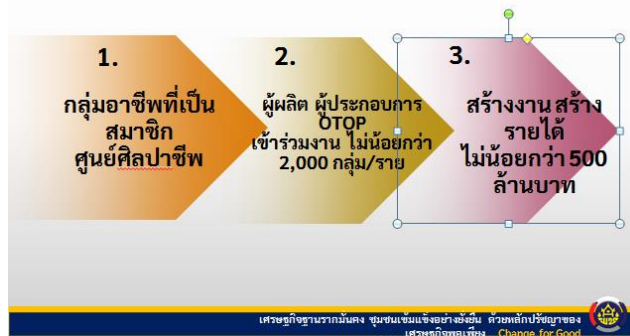 1.
กลุ่มอาชีพที่เป็น
สมาชิก
ศูนย์ศิลปาชีพ
2.
ผู้ผลิต ผู้ประกอบการ
OTOP
เข้าร่วมงาน ไม่น้อยกว่า
2,000 กลุ่ม/ราย
3.
สร้างงาน สร้าง
รายได้
ไม่น้อยกว่า 500
ล้านบาท
เศรษฐกิจฐานรากมั่นคง ชุมชนเข้มแข็งอย่างยั่งยืน ด้วยหลักปรัชญาของ
เศรษฐกิจพอเพียง Change for Good